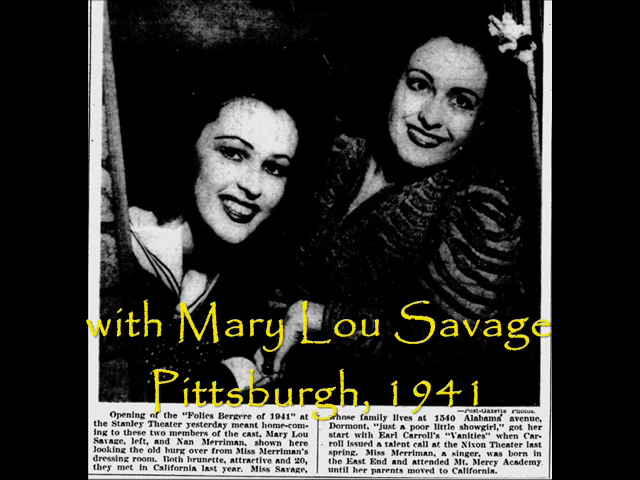 with Mary Lou Savage
Pittsburgh, 1941
—Post-Gazette Photos.
Opening of the "Folies Bergere of 1941" at
the Stanley Theater yesterday meant home-com-
ing to these two members of the cast, Mary Lou
Savage, left, and Nan Merriman, shown here
looking the old burg over from Miss Merriman's
dressing room. Both brunette, attractive and 20,
they met in California last year. Miss Savage,
whose family lives at 1540 Alabama avenue,
Dormont, "just a poor little showgirl," got her
start with Earl Carroll's "Vanities" when Car-
roll issued a talent call at the Nixon Theater last
spring. Miss Merriman, a singer, was born in
the East End and attended Mt. Mercy Academy
until her parents moved to California.